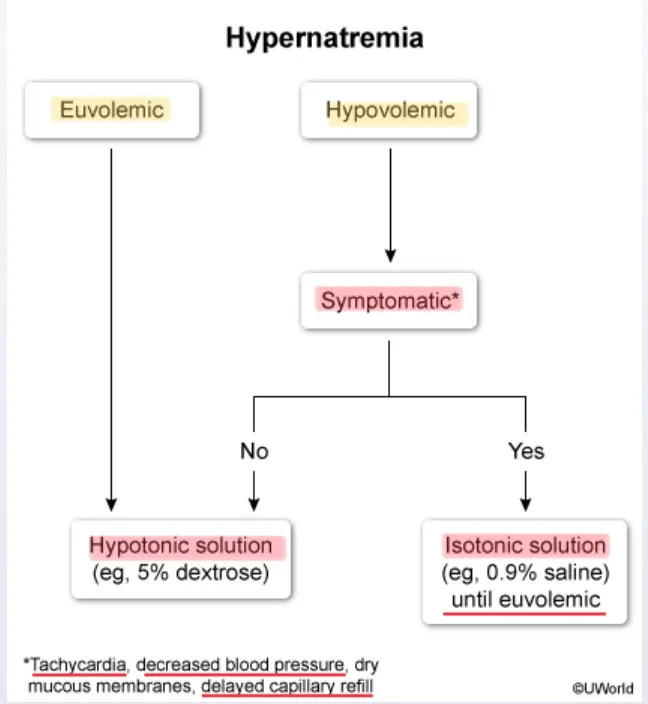 Hypernatremia
Euvolemic
Hypovolemic
Symptomatic*
No
Yes
Hypotonic solution
(eg, 5% dextrose)
Isotonic solution
(eg, 0.9% saline)
until euvolemic
*Tachycardia, decreased blood pressure, dry
mucous membranes, delayed capillary refill
©UWorld